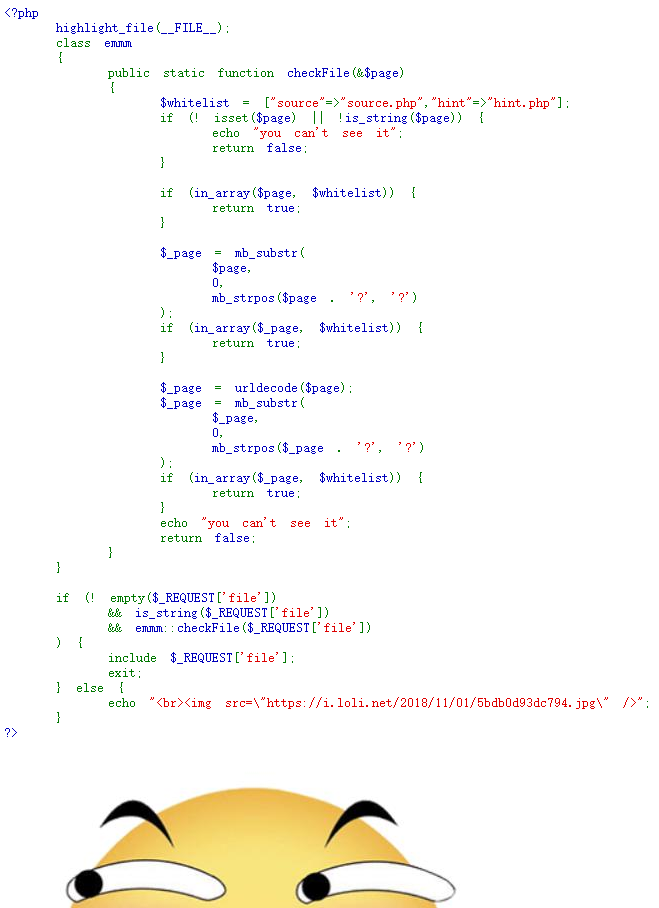 <?php
highlight_file(__FILE__);
class emmm
{
public static function checkFile(&$page)
{
$whitelist = ["source"=>"source.php","hint"=>"hint.php"];
if (! isset($page) || !is_string($page)) {
echo "you can't see it";
return false;
}
if (in_array($page, $whitelist)) {
return true;
}
$_page = mb_substr(
$page,
0,
mb_strpos($page . '?', '?')
);
if (in_array($_page, $whitelist)) {
return true;
}
$_page = urldecode($page);
$_page = mb_substr(
$_page,
0,
mb_strpos($_page . '?', '?')
);
if (in_array($_page, $whitelist)) {
return true;
}
echo "you can't see it";
return false;
}
}
if (! empty($_REQUEST['file'])
&& is_string($_REQUEST['file'])
&& emmm::checkFile($_REQUEST['file'])
) {
include $_REQUEST['file'];
exit;
} else {
echo "<br><img src=\"https://i.loli.net/2018/11/01/5bdb0d93dc794.jpg\" />";
}
?>